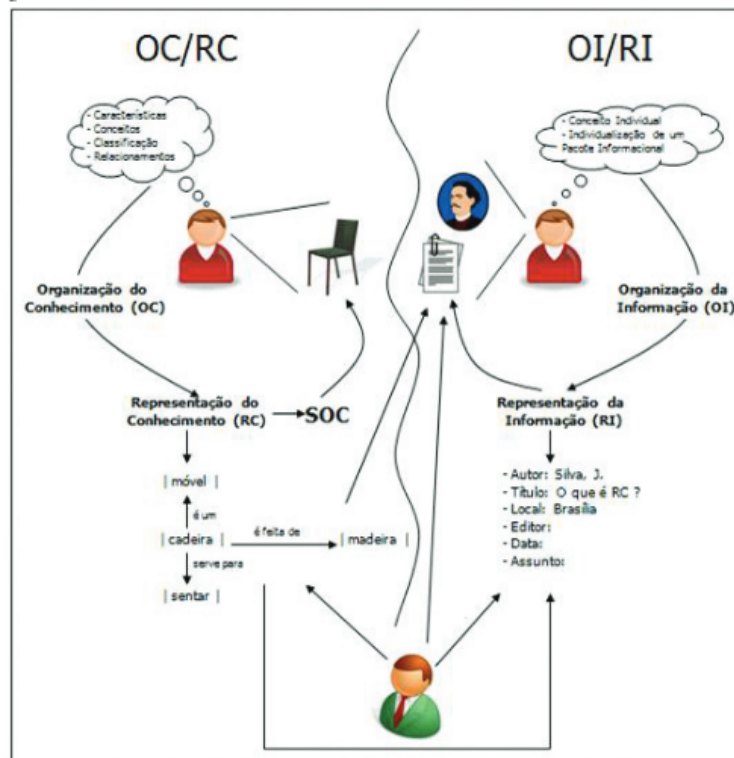 OC/RC
OI/RI
- Características
- Conceitos
- Classificação
- Relacionamentos
- Conceito Individual
- Individualização de um
Pacote Informacional
Organização do
Conhecimento (OC)
Organização da
Informação (OI)
Representação do
Conhecimento (RC)
SOC
Representação da
Informação (RI)
| móvel |
é um
| cadeira |
é feita de
| madeira |
serve para
| sentar |
- Autor: Silva, J.
- Título: O que é RC ?
- Local: Brasília
- Editor:
- Data:
- Assunto: